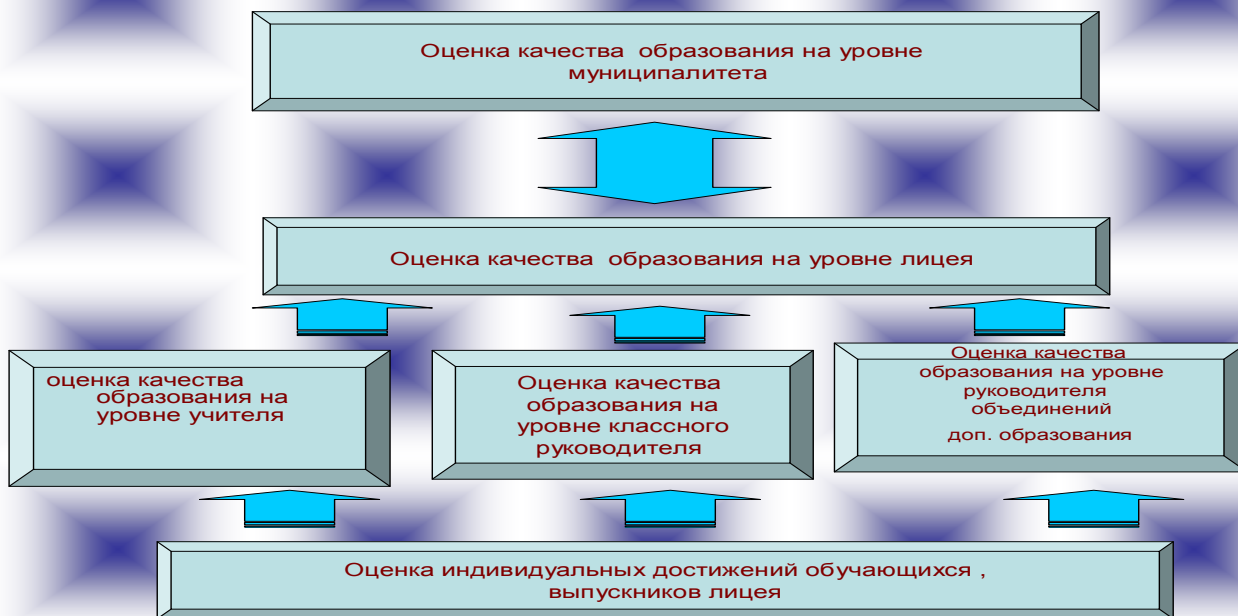 Оценка качества образования на уровне
муниципалитета
Оценка качества образования на уровне лицея
оценка качества
образования на
уровне учителя
Оценка качества
образования на
уровне классного
руководителя
Оценка качества
образования на уровне
руководителя
объединений
доп. образования
Оценка индивидуальных достижений обучающихся ,
выпускников лицея